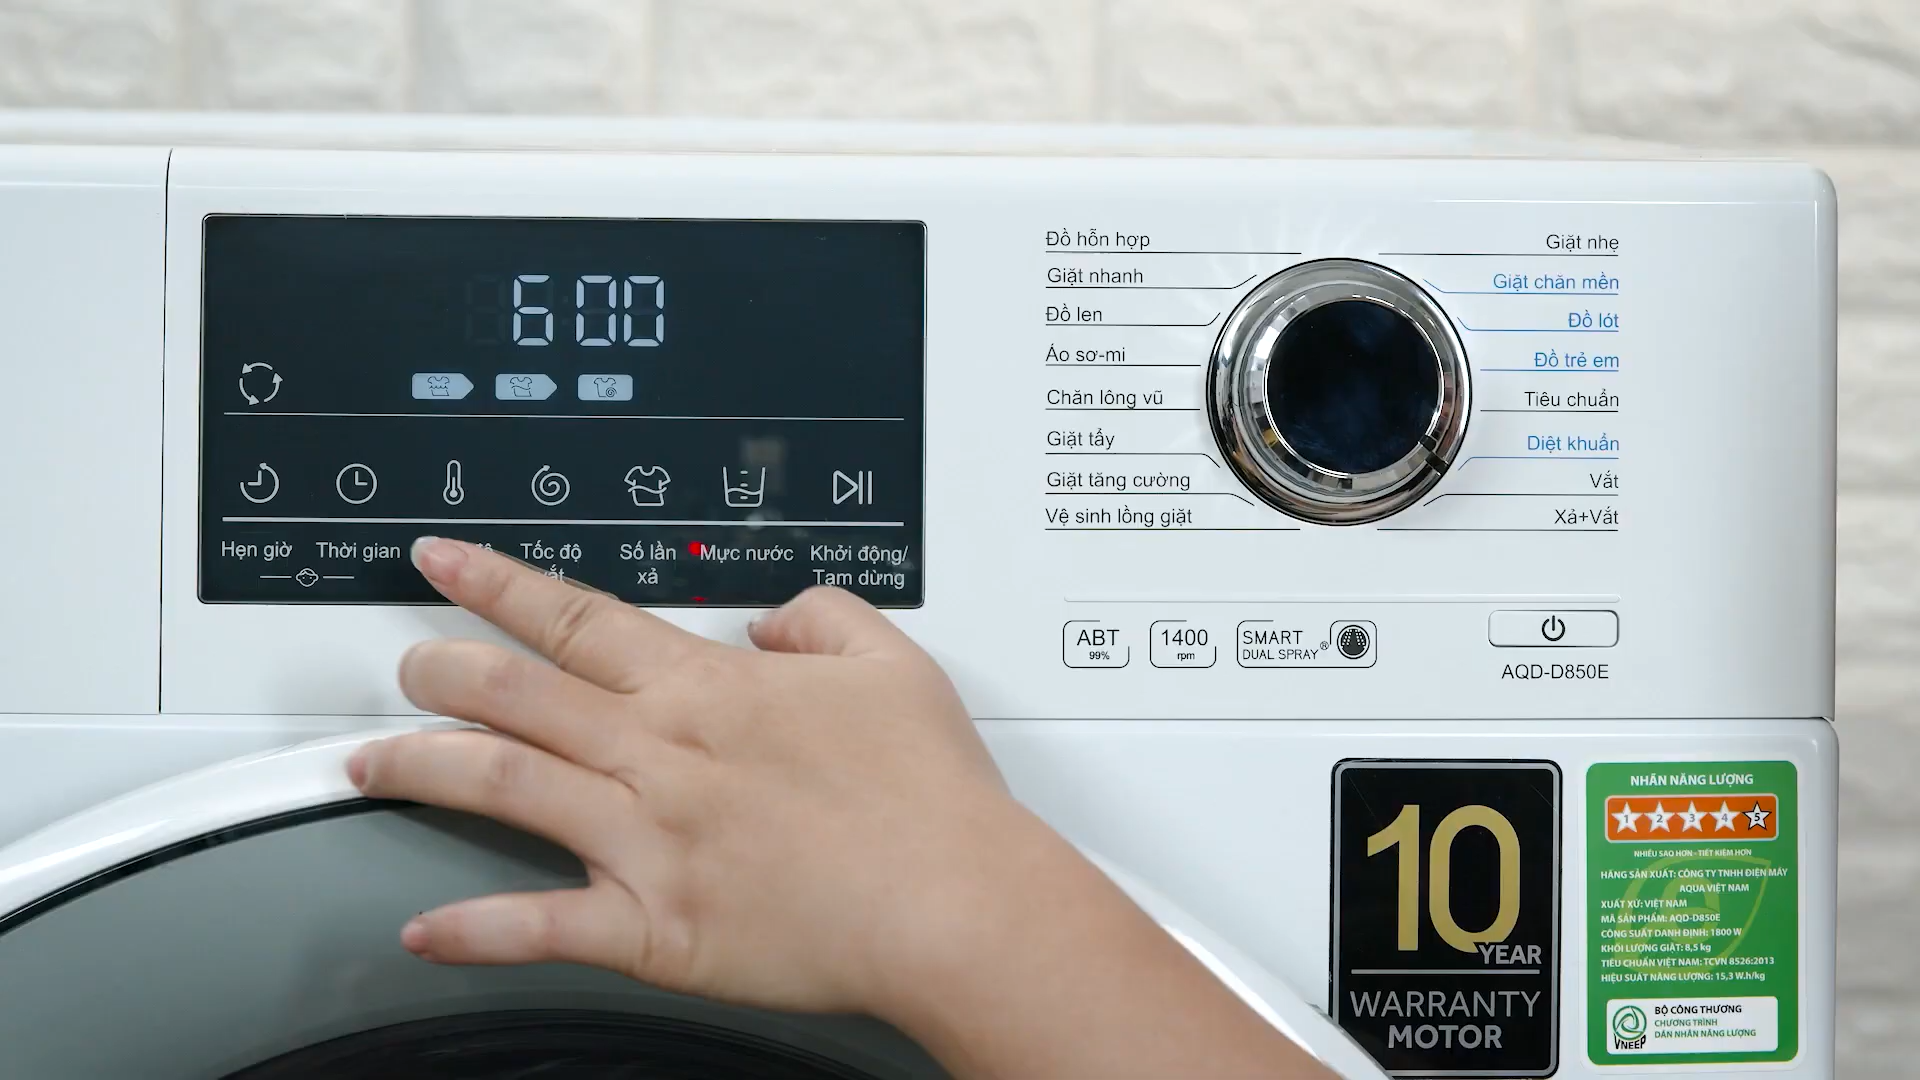 600
Hẹn giờ
Thời gian
Tốc độ
Số lần
xả
Mực nước
Khởi động/
Tạm dừng
Đồ hỗn hợp
Giặt nhanh
Đồ len
Áo sơ-mi
Chăn lông vũ
Giặt tẩy
Giặt tăng cường
Vệ sinh lồng giặt
Giặt nhẹ
Giặt chăn mền
Đồ lót
Đồ trẻ em
Tiêu chuẩn
Diệt khuẩn
Vắt
Xả+Vắt
ABT
99%
1400
rpm
SMART
DUAL SPRAY®
AQD-D850E
10
YEAR
WARRANTY
MOTOR
NHÃN NĂNG LƯỢNG
1 2 3 4 5
NHIỀU SAO HƠN - TIẾT KIỆM HƠN
HÃNG SẢN XUẤT: CÔNG TY TNHH ĐIỆN MÁY
AQUA VIỆT NAM
XUẤT XỨ: VIỆT NAM
MÃ SẢN PHẨM: AQD-D850E
CÔNG SUẤT DANH ĐỊNH: 1800 W
KHỐI LƯỢNG GIẶT: 8,5 kg
TIÊU CHUẨN VIỆT NAM: TCVN 8526:2013
HIỆU SUẤT NĂNG LƯỢNG: 15,3 W.h/kg
BỘ CÔNG THƯƠNG
CHƯƠNG TRÌNH
DÁN NHÃN NĂNG LƯỢNG
VNEEP